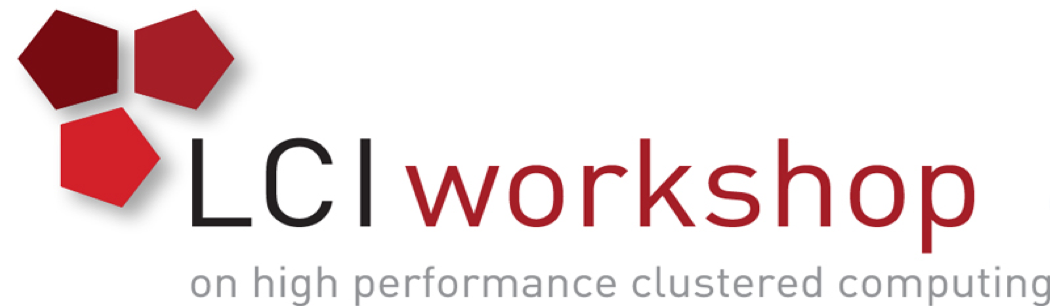 LCI workshop
on high performance clustered computing